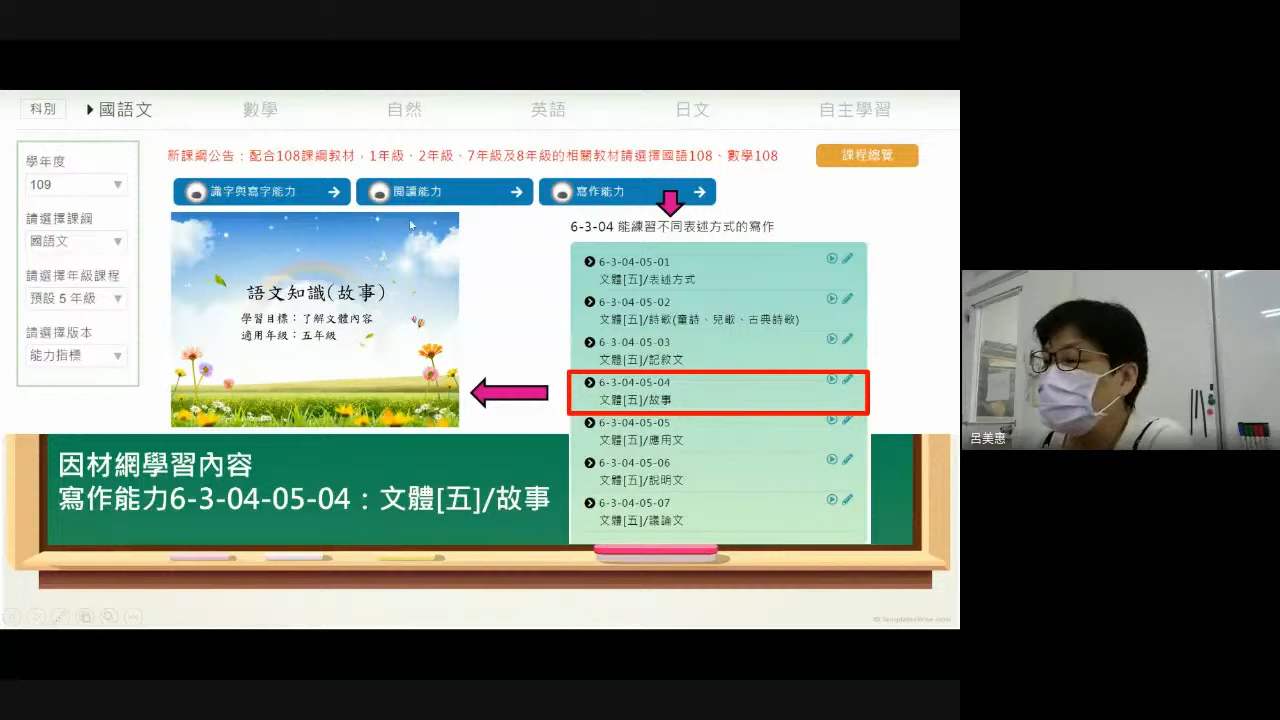 科別 國語文 數學 自然 英語 日文 自主學習
學年度
109
請選擇課綱
國語文
請選擇年級課程
預設 5 年級
請選擇版本
能力指標
新課綱公告：配合108課綱教材，1年級、2年級、7年級及8年級的相關教材請選擇國語108、數學108
課程總覽
識字與寫字能力
閱讀能力
寫作能力
語文知識(故事)
學習目標：了解文體內容
適用年級：五年級
6-3-04 能練習不同表述方式的寫作
6-3-04-05-01
文體[五]/表述方式
6-3-04-05-02
文體[五]/詩歌(童詩、兒歌、古典詩歌)
6-3-04-05-03
文體[五]/記敘文
6-3-04-05-04
文體[五]/故事
6-3-04-05-05
文體[五]/應用文
6-3-04-05-06
文體[五]/說明文
6-3-04-05-07
文體[五]/議論文
因材網學習內容
寫作能力6-3-04-05-04：文體[五]/故事
© TemplatesWise.com
呂美惠